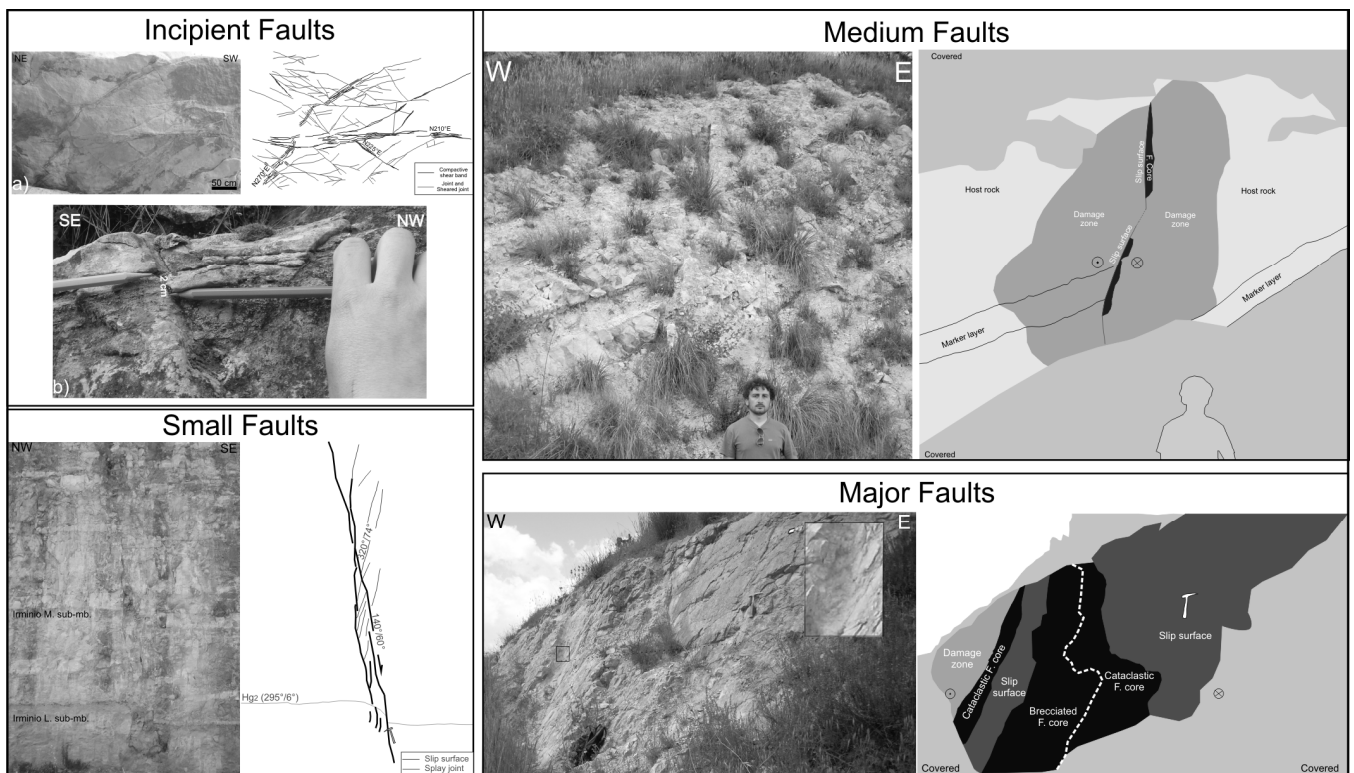 Incipient Faults
NE
SW
a)
50 cm
N210°E
N225°E
N270°E
Compactive
shear band
Joint and
Sheared joint
SE
NW
2 cm
b)
Small Faults
NW
SE
Irminio M. sub-mb.
Irminio L. sub-mb.
320°/74°
140°/60°
Hg2 (295°/6°)
Slip surface
Splay joint
Medium Faults
W
E
Covered
Slip surface
F. Core
Host rock
Host rock
Damage
zone
Damage
zone
Slip surface
Marker layer
Marker layer
Covered
Major Faults
W
E
Damage
zone
Cataclastic F. core
Slip
surface
Brecciated
F. core
Cataclastic
F. core
Slip surface
Covered
Covered